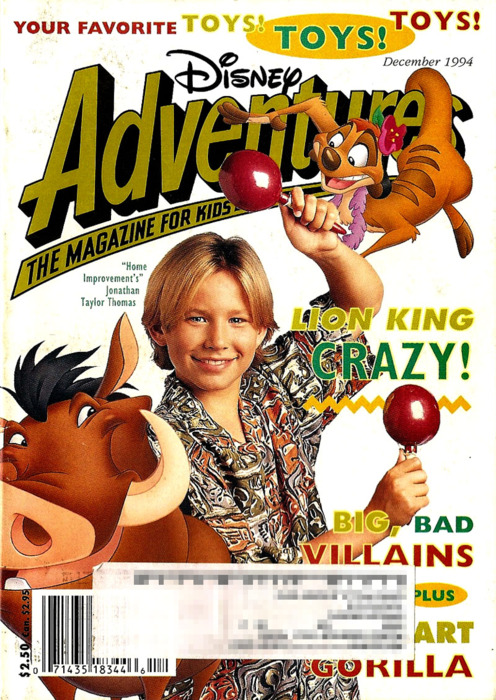 YOUR FAVORITE TOYS! TOYS! TOYS!
December 1994
Disney
Adventures
THE MAGAZINE FOR KIDS
"Home
Improvement's"
Jonathan
Taylor Thomas
LION KING
CRAZY!
BIG, BAD
VILLAINS
PLUS
ART
GORILLA
$2.50 Can. $2.95
0 71435 18344 6